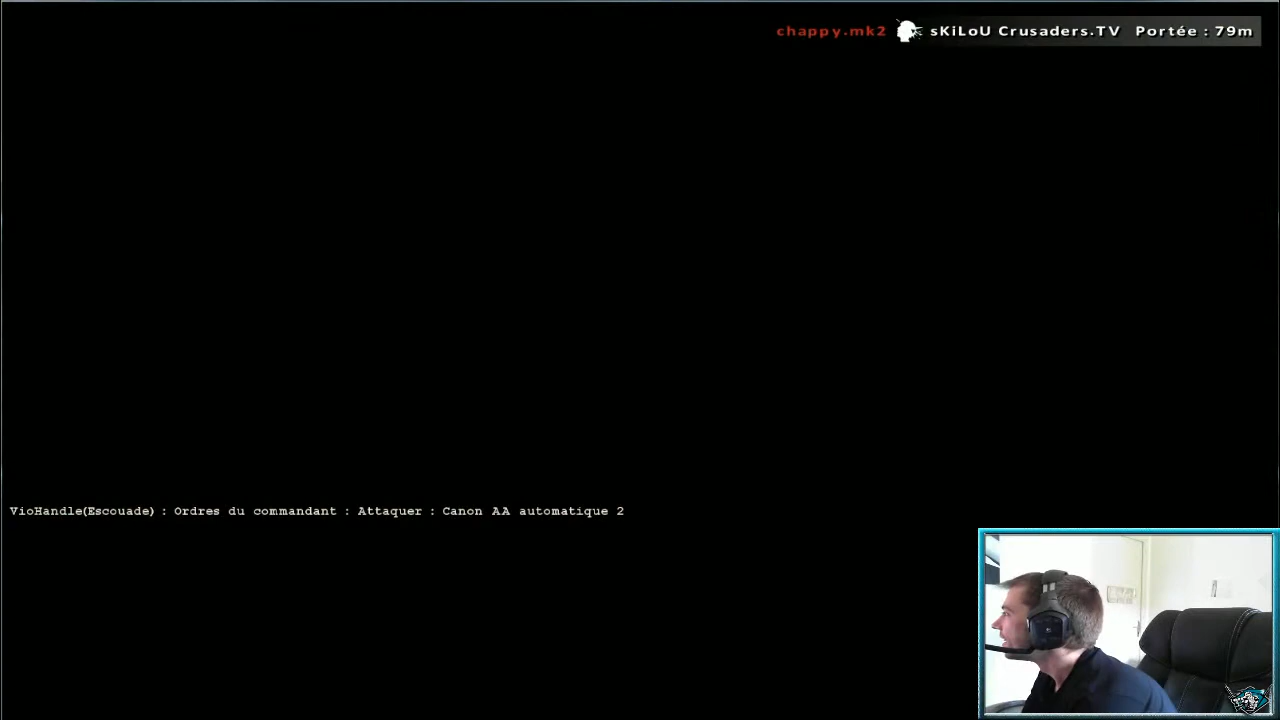 chappy.mk2 sKiLoU Crusaders.TV Portée : 79m
VioHandle(Escouade) : Ordres du commandant : Attaquer : Canon AA automatique 2